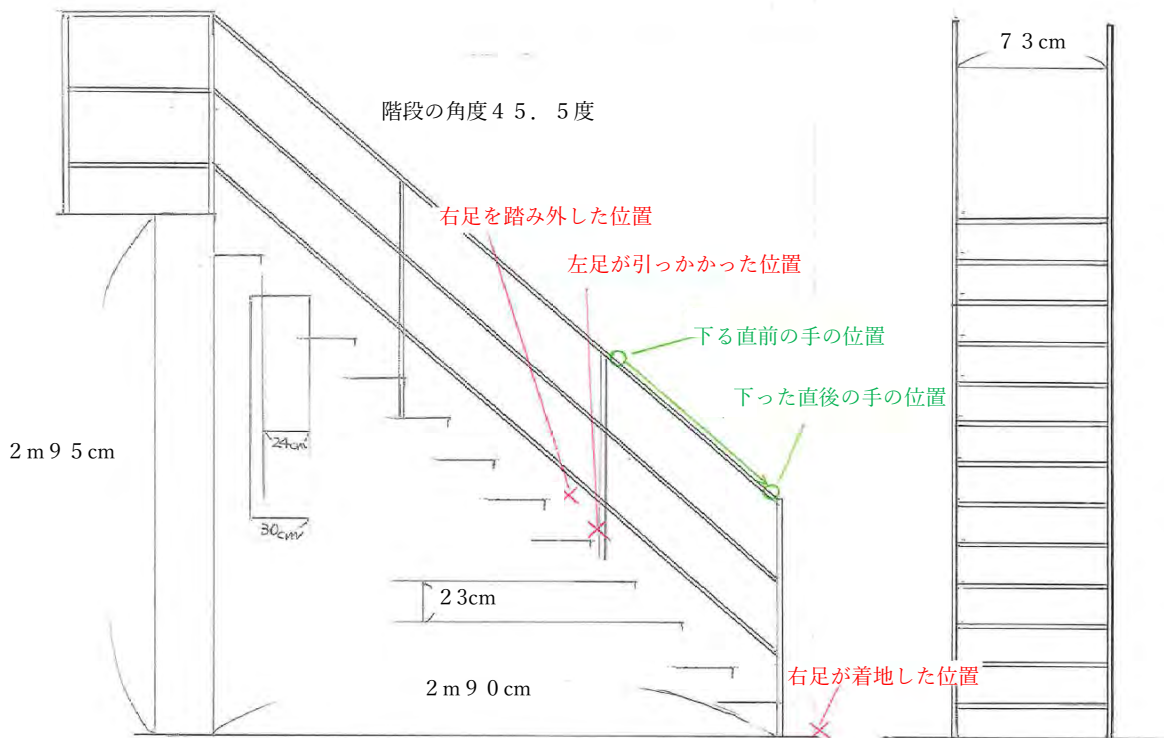 ７３cm
階段の角度４５．５度
右足を踏み外した位置
左足が引っかかった位置
下る直前の手の位置
下った直後の手の位置
24cm
２ｍ９５cm
30cm
２3cm
右足が着地した位置
２ｍ９０cm